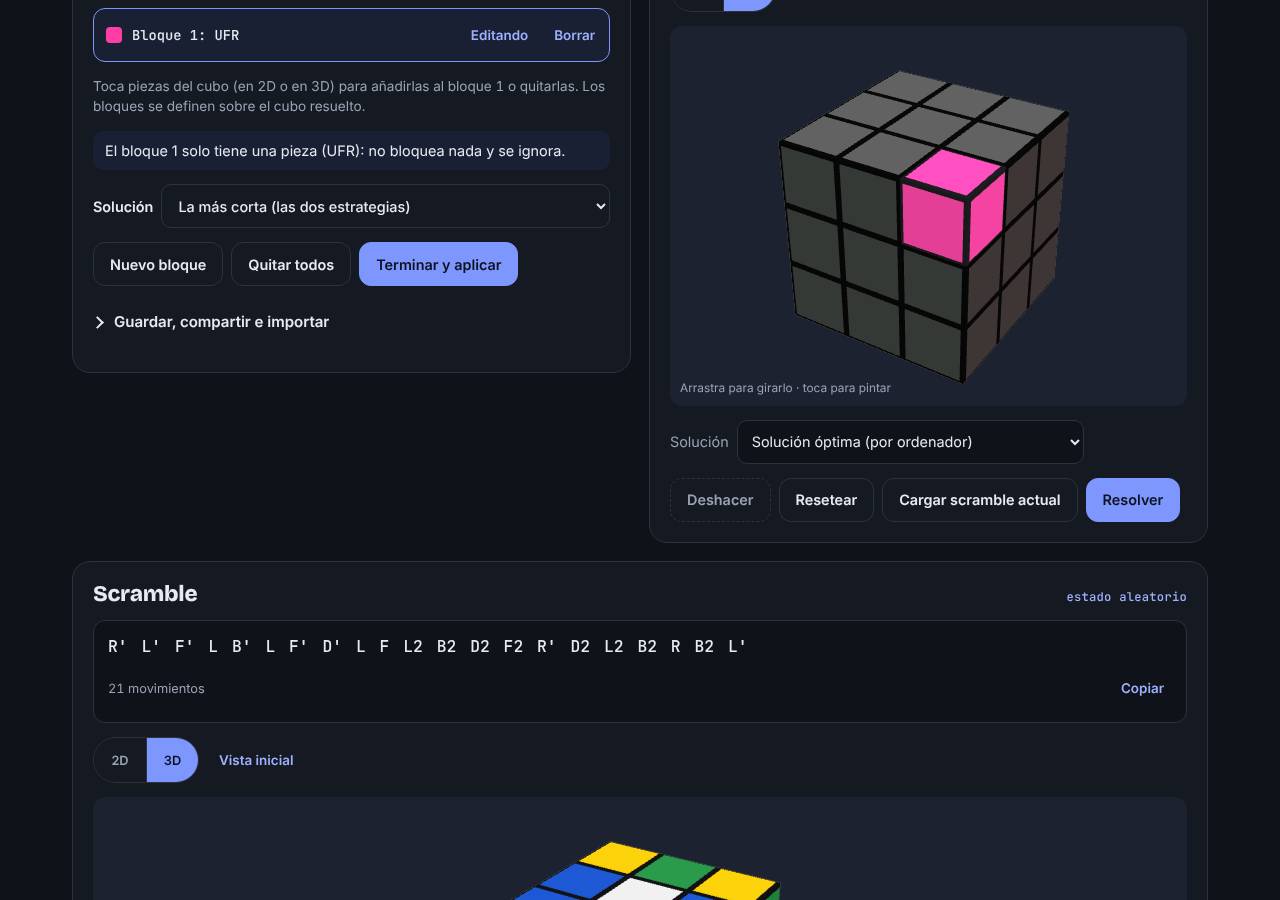 Bloque 1: UFR
Editando
Borrar
Toca piezas del cubo (en 2D o en 3D) para añadirlas al bloque 1 o quitarlas. Los
bloques se definen sobre el cubo resuelto.
El bloque 1 solo tiene una pieza (UFR): no bloquea nada y se ignora.
Solución
La más corta (las dos estrategias)
Nuevo bloque
Quitar todos
Terminar y aplicar
Guardar, compartir e importar
Arrastra para girarlo · toca para pintar
Solución
Solución óptima (por ordenador)
Deshacer
Resetear
Cargar scramble actual
Resolver
Scramble
estado aleatorio
R' L' F' L B' L F' D' L F L2 B2 D2 F2 R' D2 L2 B2 R B2 L'
21 movimientos
Copiar
2D
3D
Vista inicial